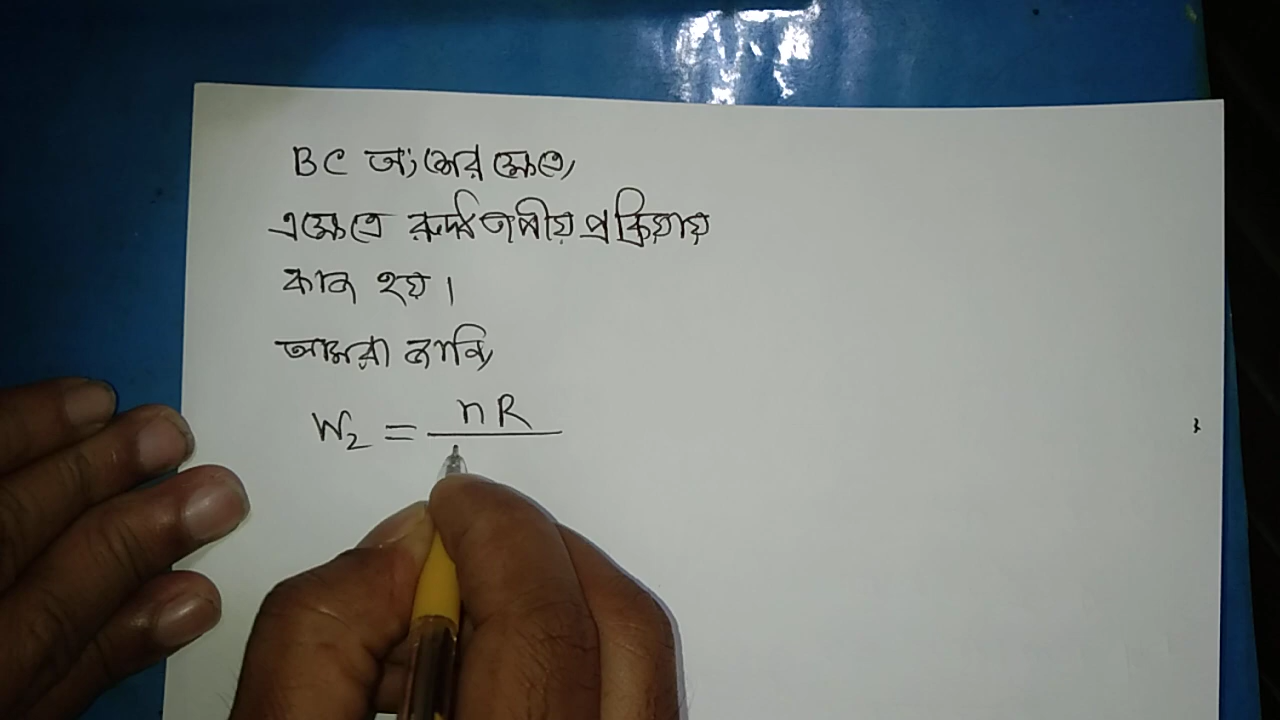 BC অংশের ক্ষেত্রে,
এক্ষেত্রে রুদ্ধতাপীয় প্রক্রিয়ায়
কাজ হয়।
আমরা জানি,
W₂ = nR